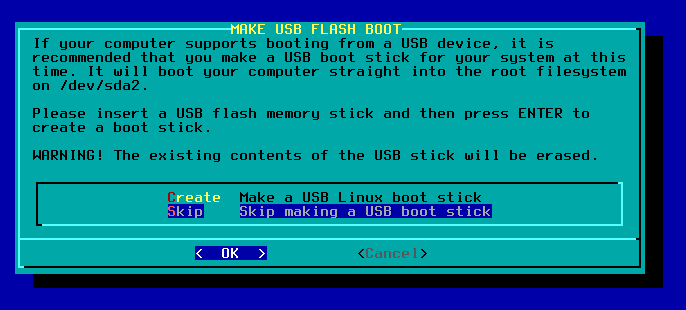 MAKE USB FLASH BOOT
If your computer supports booting from a USB device, it is
recommended that you make a USB boot stick for your system at this
time. It will boot your computer straight into the root filesystem
on /dev/sda2.
Please insert a USB flash memory stick and then press ENTER to
create a boot stick.
WARNING! The existing contents of the USB stick will be erased.
Create Make a USB Linux boot stick
Skip Skip making a USB boot stick
< OK > <Cancel>